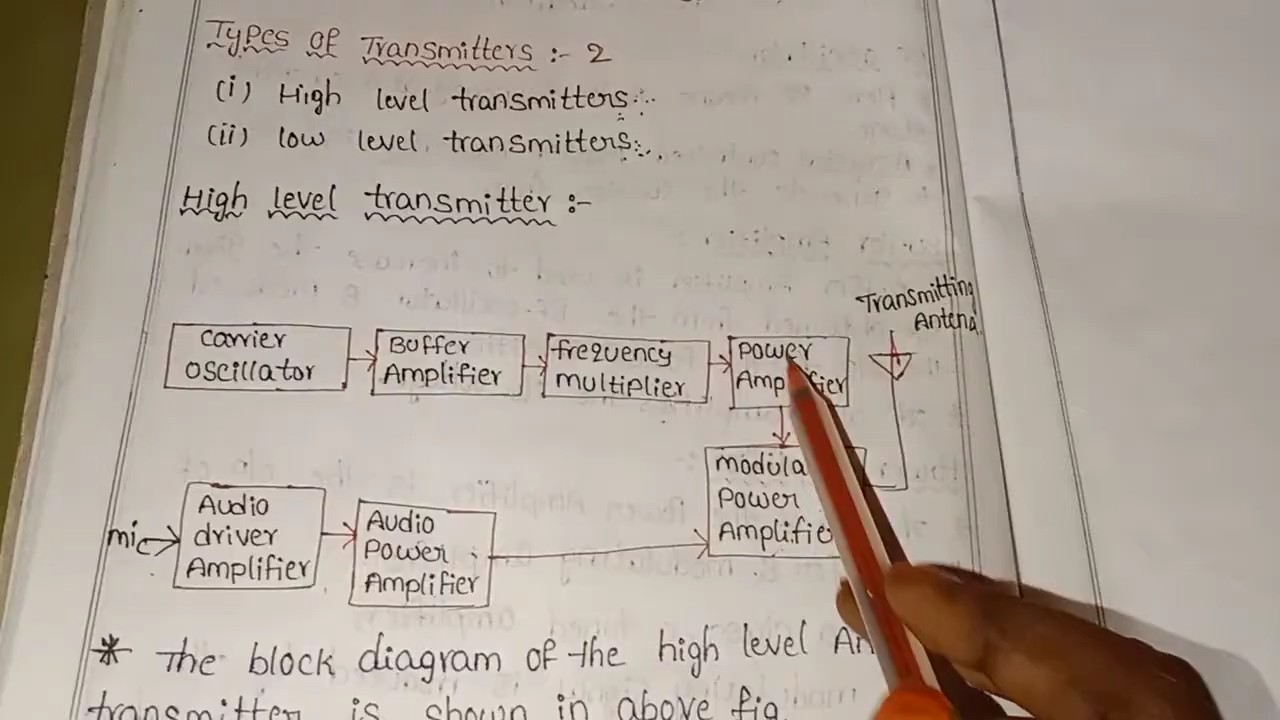 Types of Transmitters :- 2
(i) High level transmitters:.
(ii) low level transmitters:.
High level transmitter :-
Transmitting
Antena.
carrier
oscillator
Buffer
Amplifier
frequency
multiplier
power
Amplifier
modula
Power
Amplifie
mic
Audio
driver
Amplifier
Audio
Power
Amplifier
* The block diagram of the high level
transmitter is shown in above fig.